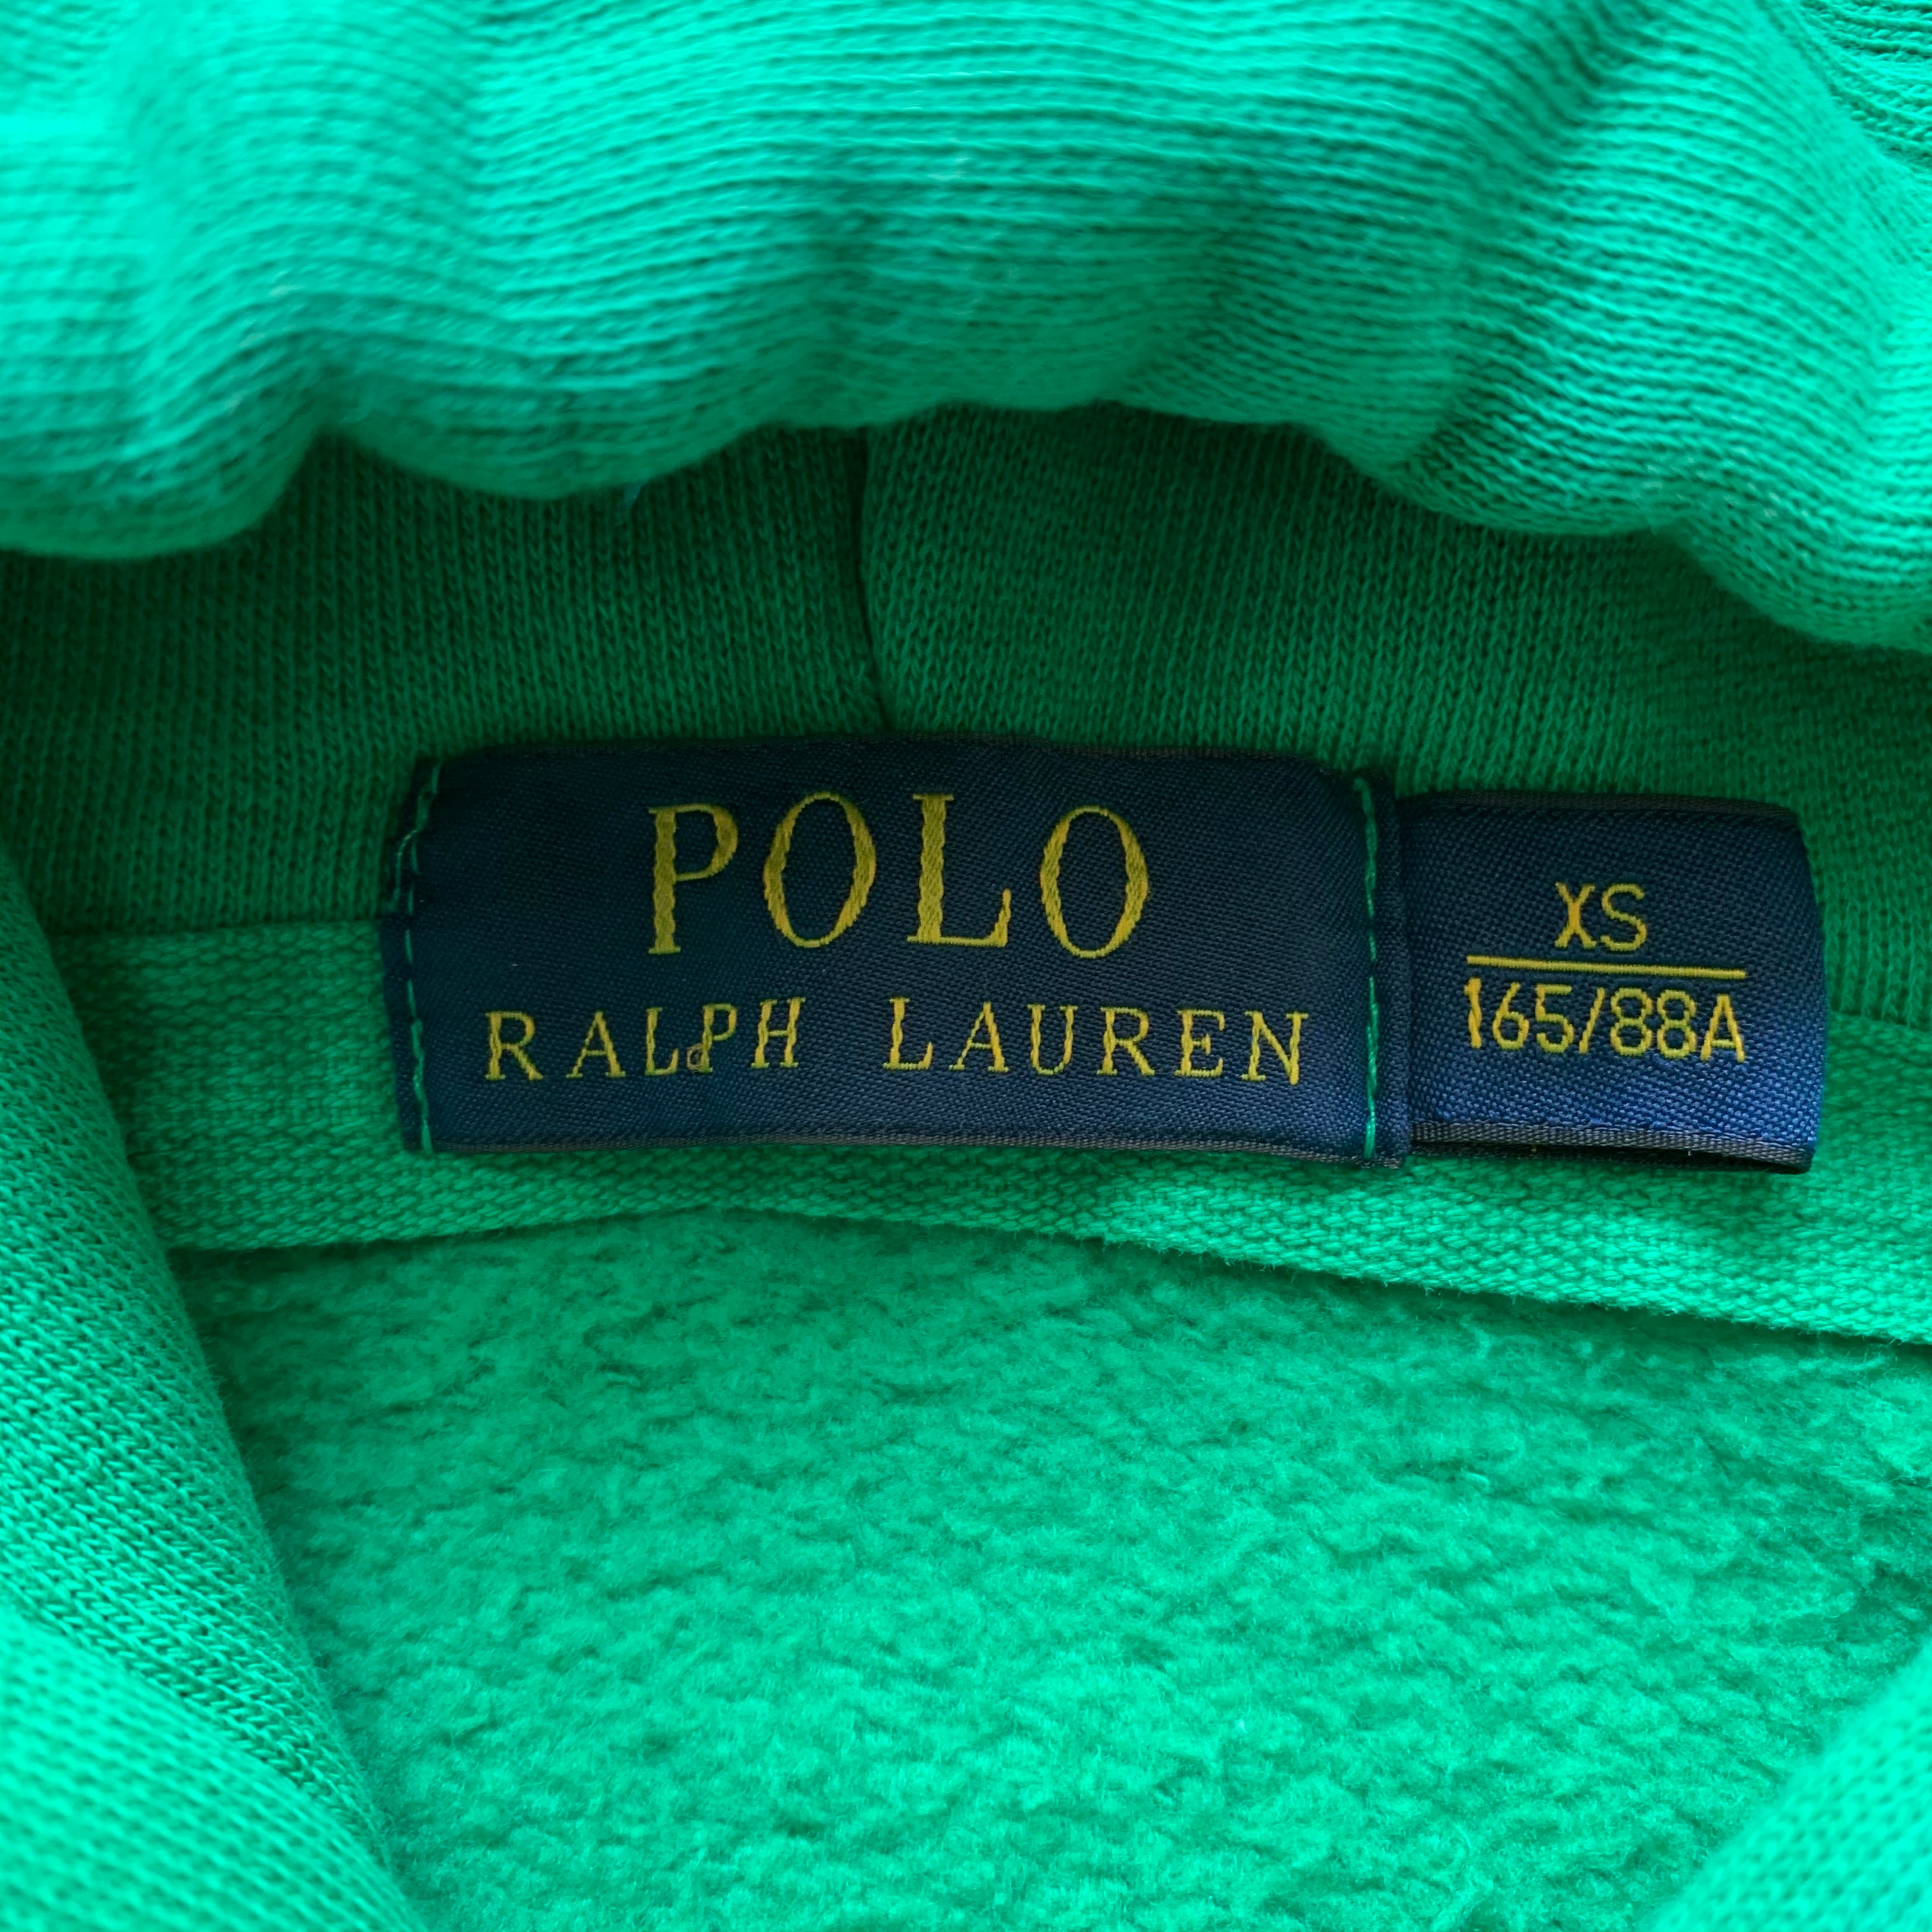 POLO
RALPH LAUREN
XS
165/88A